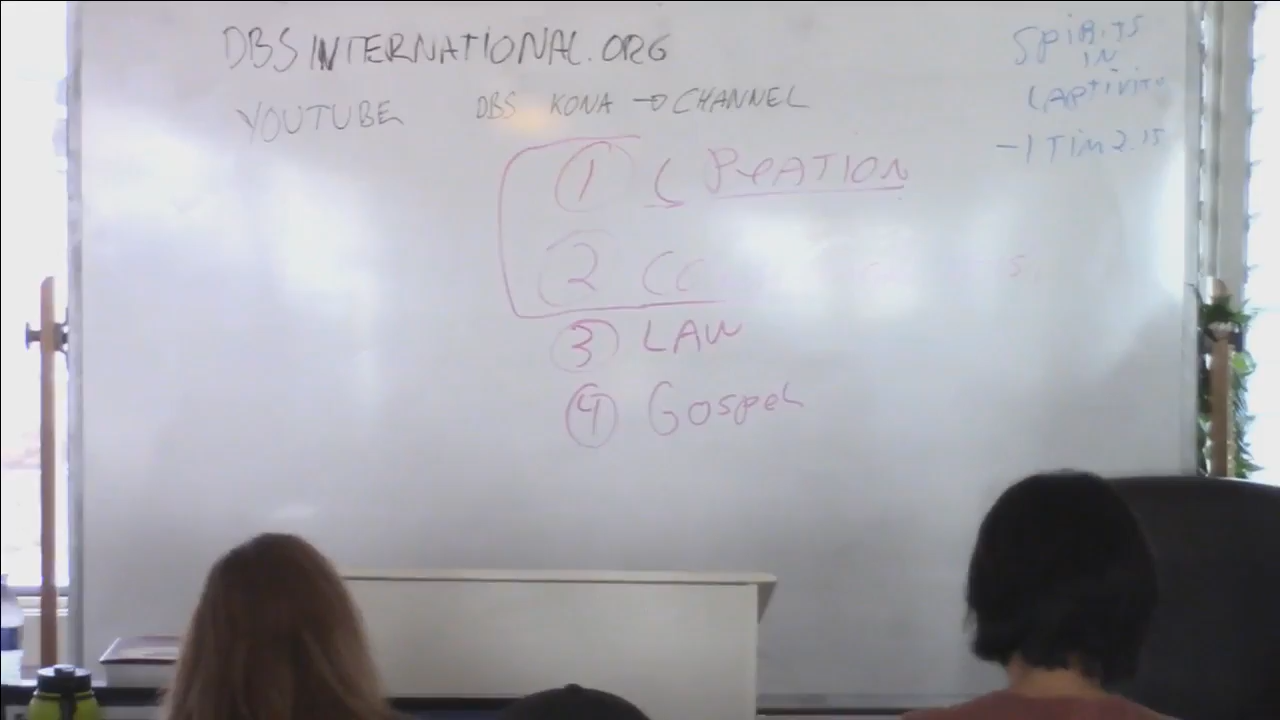 DBSINTERNATIONAL.ORG
YOUTUBE DBS KONA → CHANNEL
SPIRITS
IN
CAPTIVITY
- 1 TIM 2.15
① CREATION
②
③ LAW
④ GOSPEL